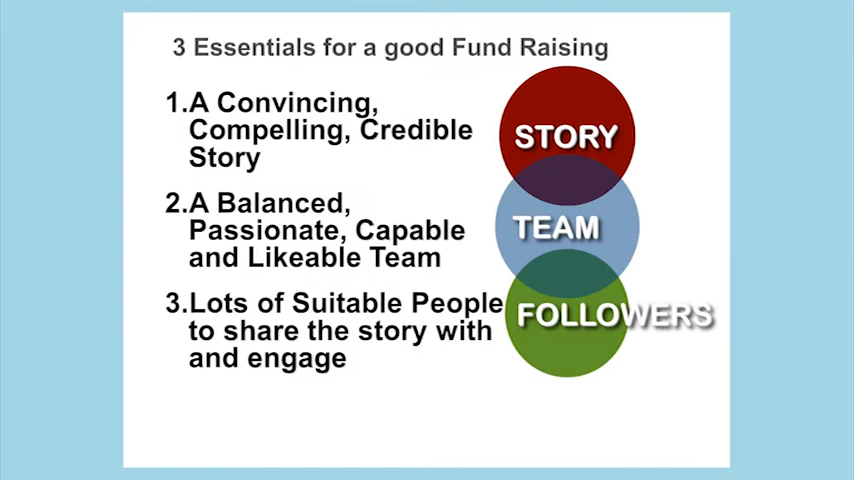 3 Essentials for a good Fund Raising
1.A Convincing,
Compelling, Credible
Story
STORY
2.A Balanced,
Passionate, Capable
and Likeable Team
TEAM
3.Lots of Suitable People
to share the story with
and engage
FOLLOWERS